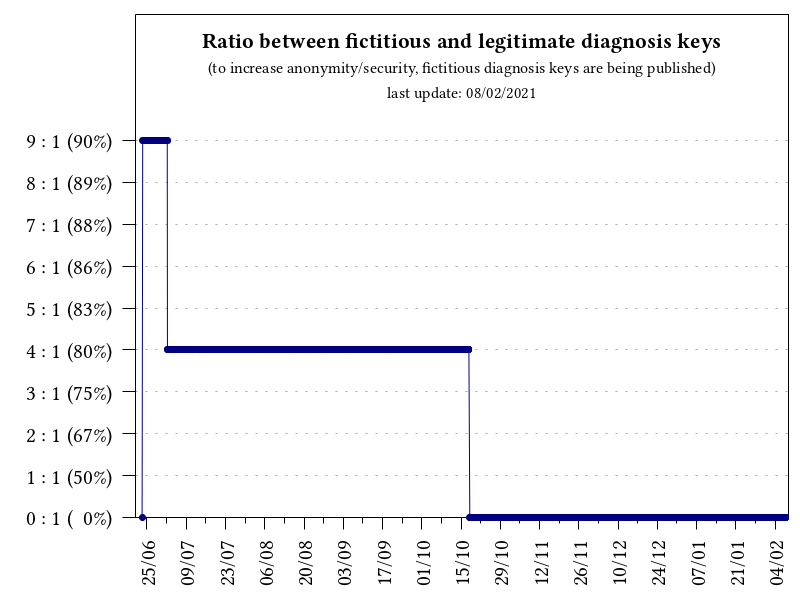 Ratio between fictitious and legitimate diagnosis keys
(to increase anonymity/security, fictitious diagnosis keys are being published)
last update: 08/02/2021
9 : 1 (90%)
8 : 1 (89%)
7 : 1 (88%)
6 : 1 (86%)
5 : 1 (83%)
4 : 1 (80%)
3 : 1 (75%)
2 : 1 (67%)
1 : 1 (50%)
0 : 1 (  0%)
25/06
09/07
23/07
06/08
20/08
03/09
17/09
01/10
15/10
29/10
12/11
26/11
10/12
24/12
07/01
21/01
04/02